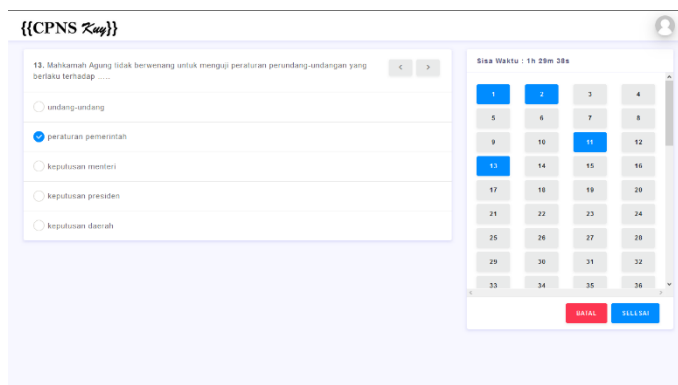 {{CPNS Kuy}}
13. Mahkamah Agung tidak berwenang untuk menguji peraturan perundang-undangan yang
berlaku terhadap ......
< >
undang-undang
peraturan pemerintah
keputusan menteri
keputusan presiden
keputusan daerah
Sisa Waktu : 1h 29m 38s
1 2 3 4
5 6 7 8
9 10 11 12
13 14 15 16
17 18 19 20
21 22 23 24
25 26 27 28
29 30 31 32
33 34 35 36
BATAL SELESAI